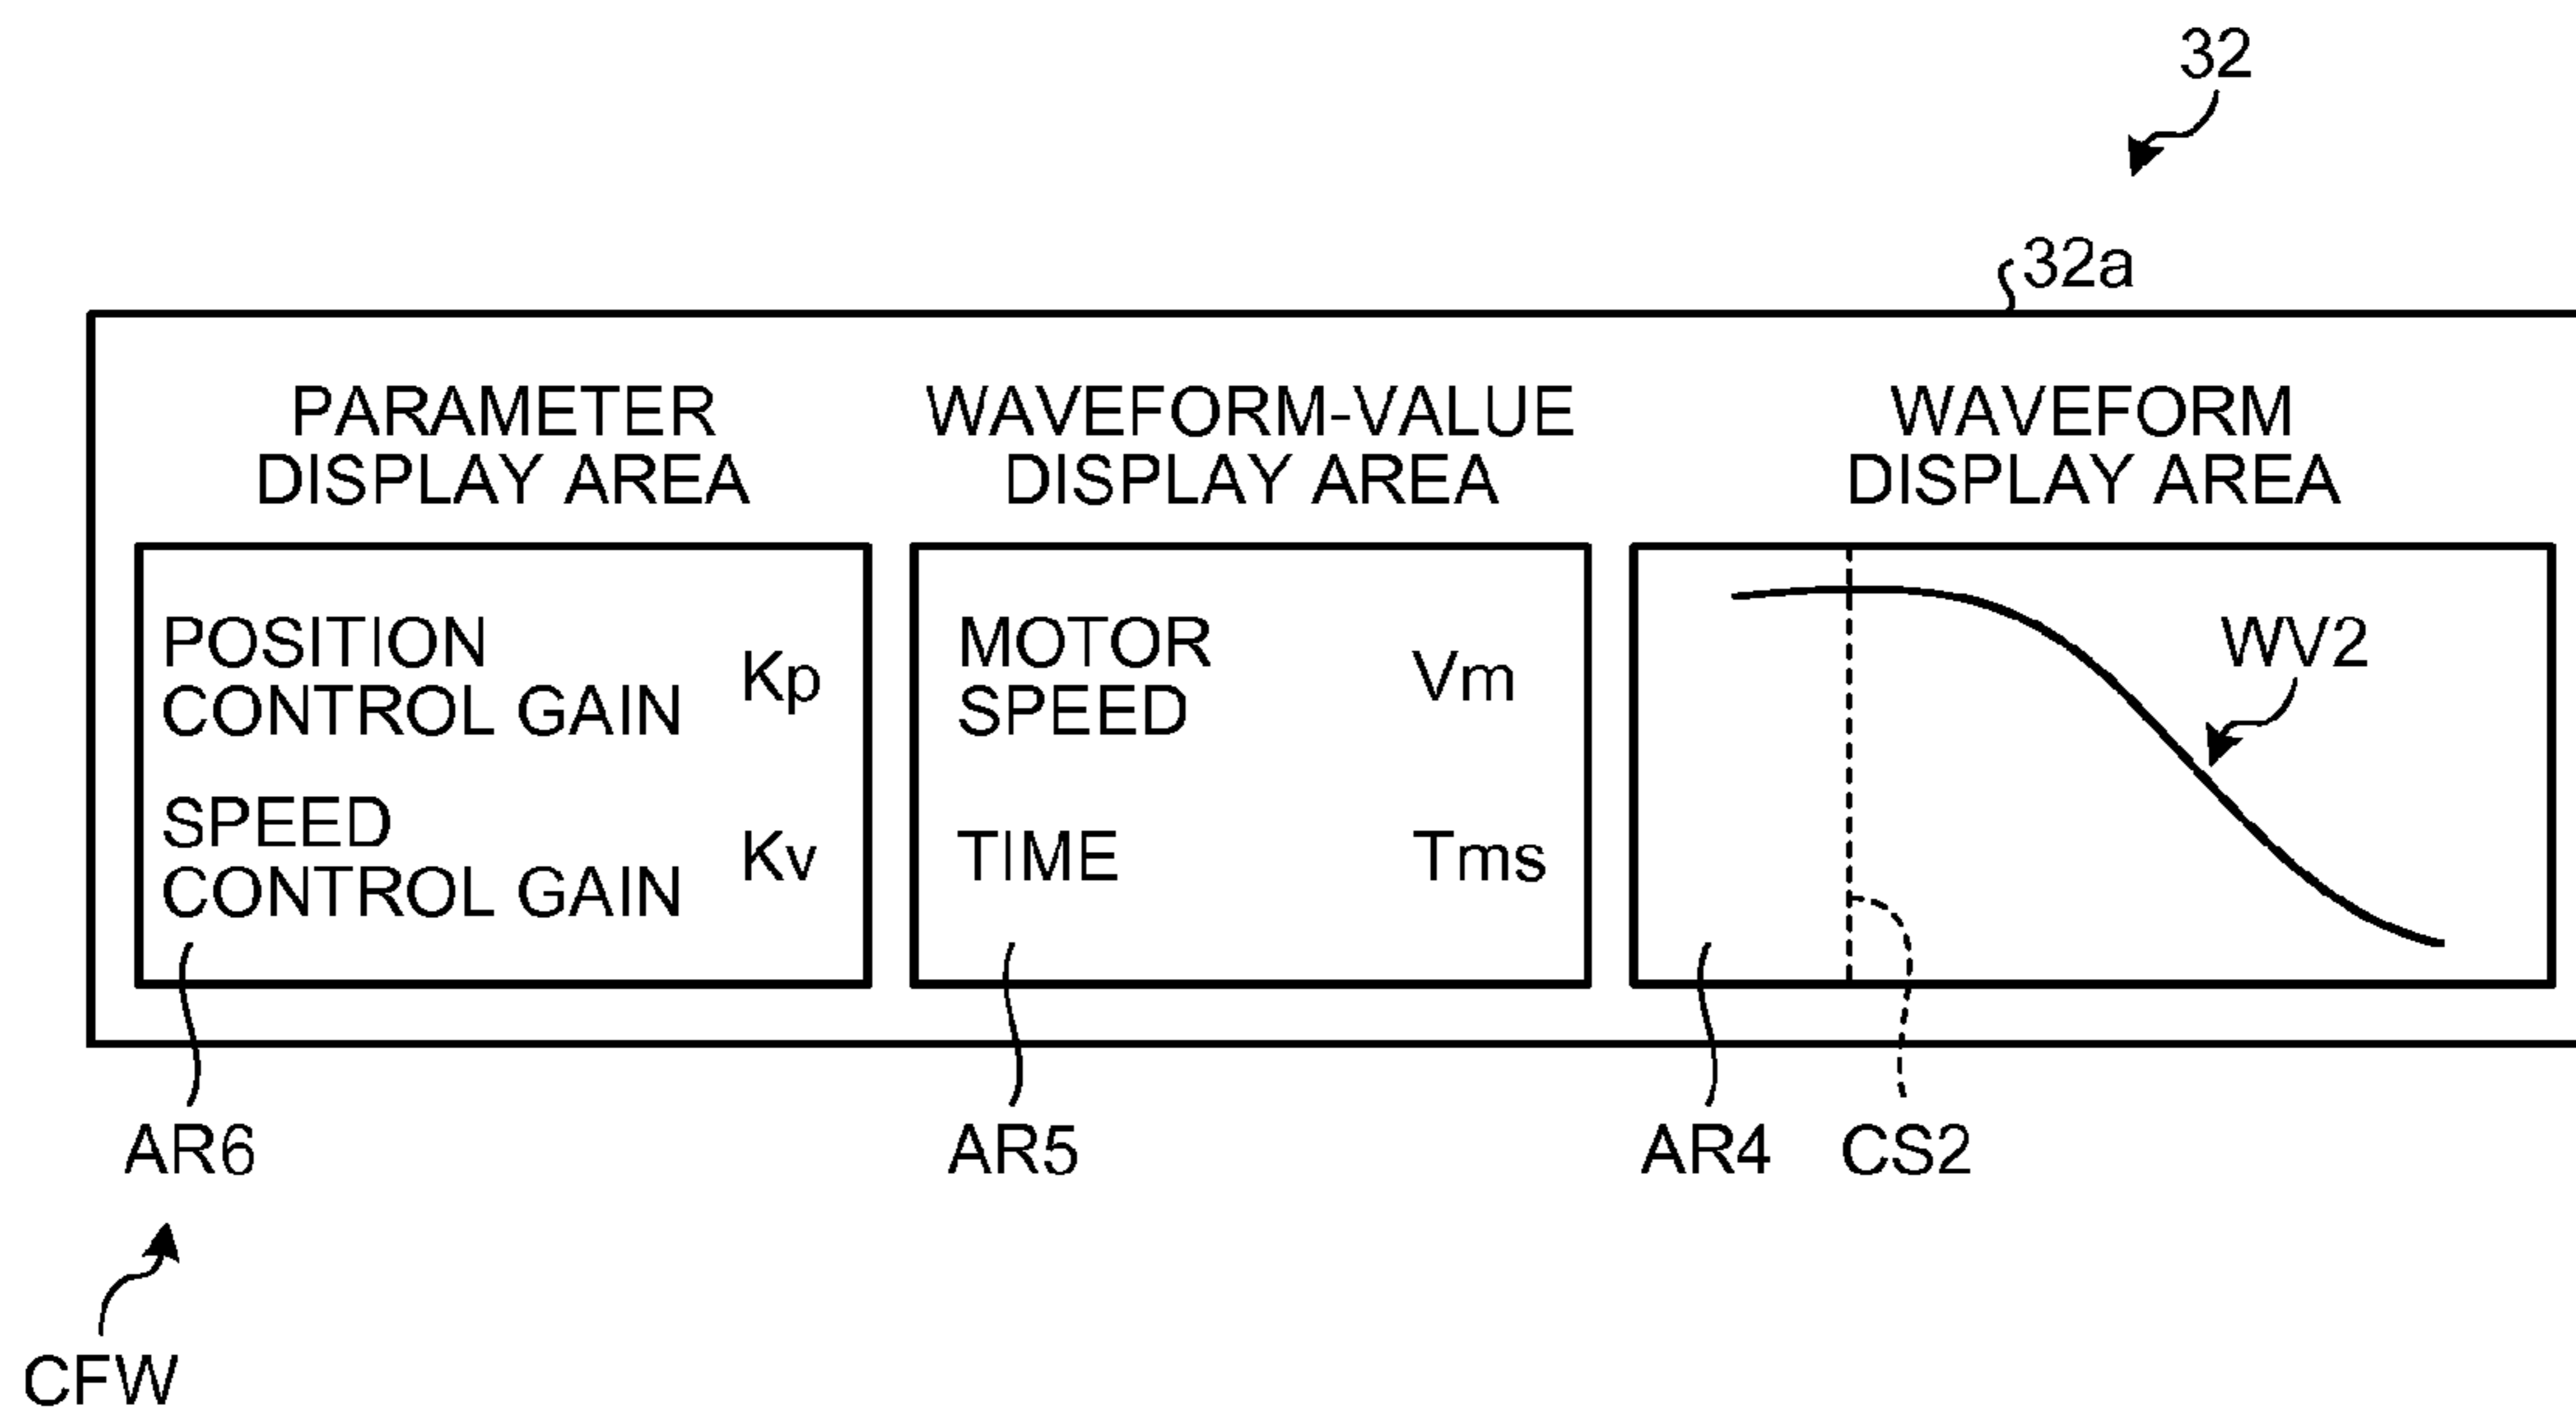 32
32a
PARAMETER
DISPLAY AREA
WAVEFORM-VALUE
DISPLAY AREA
WAVEFORM
DISPLAY AREA
POSITION
CONTROL GAIN
Kp
SPEED
CONTROL GAIN
Kv
MOTOR
SPEED
Vm
TIME
Tms
WV2
AR6
AR5
AR4
CS2
CFW